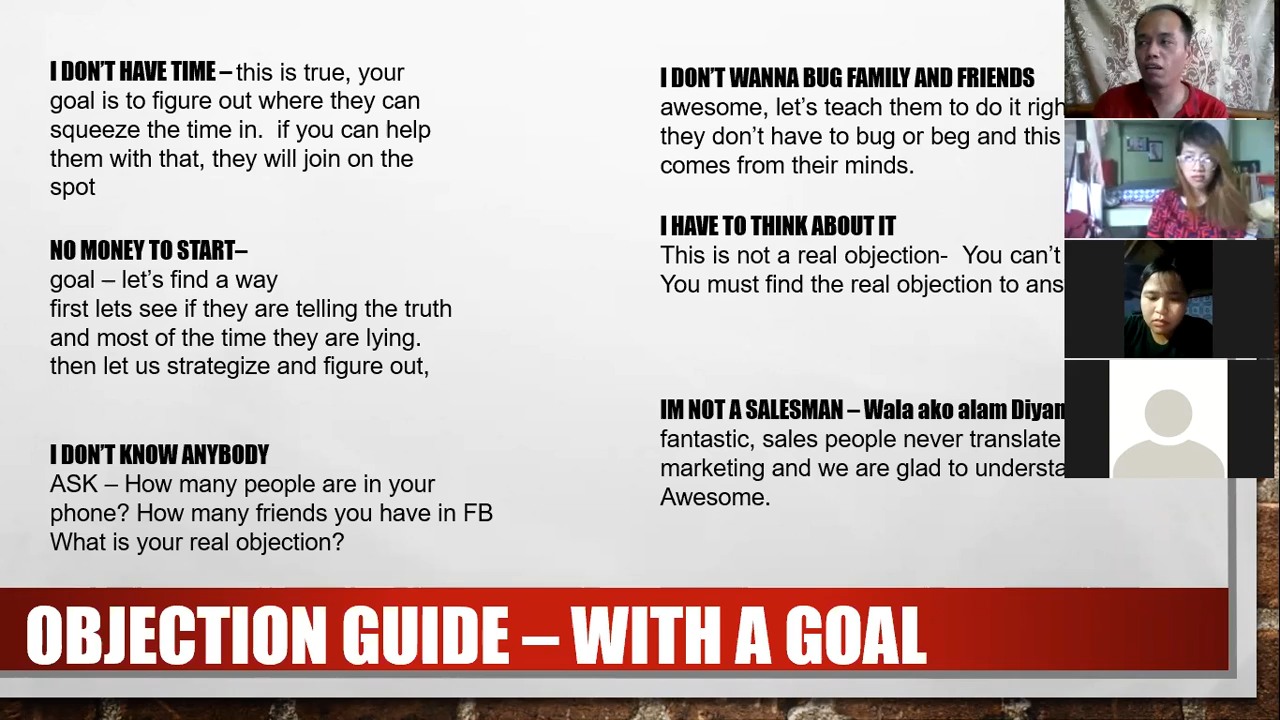 I DON'T HAVE TIME – this is true, your
goal is to figure out where they can
squeeze the time in.  if you can help
them with that, they will join on the
spot
NO MONEY TO START–
goal – let's find a way
first lets see if they are telling the truth
and most of the time they are lying.
then let us strategize and figure out,
I DON'T KNOW ANYBODY
ASK – How many people are in your
phone? How many friends you have in FB
What is your real objection?
I DON'T WANNA BUG FAMILY AND FRIENDS
awesome, let's teach them to do it
they don't have to bug or beg and this
comes from their minds.
I HAVE TO THINK ABOUT IT
This is not a real objection-  You can't
You must find the real objection to
IM NOT A SALESMAN – Wala ako alam
fantastic, sales people never translate
marketing and we are glad to
Awesome.
OBJECTION GUIDE – WITH A GOAL